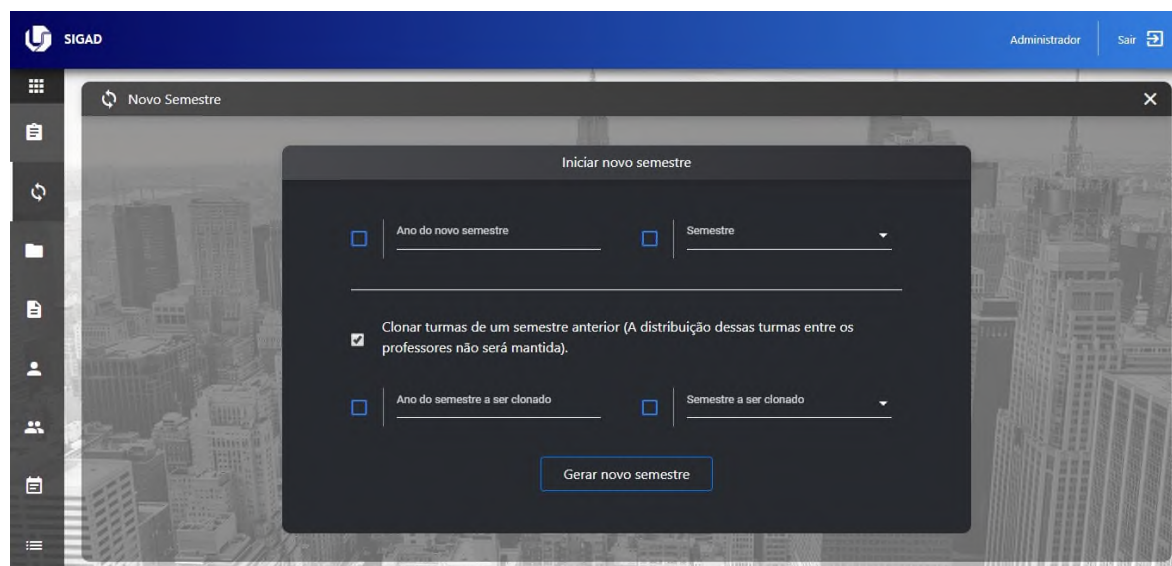 SIGAD
Administrador
Sair
Novo Semestre
Iniciar novo semestre
Ano do novo semestre
Semestre
Clonar turmas de um semestre anterior (A distribuição dessas turmas entre os
professores não será mantida).
Ano do semestre a ser clonado
Semestre a ser clonado
Gerar novo semestre